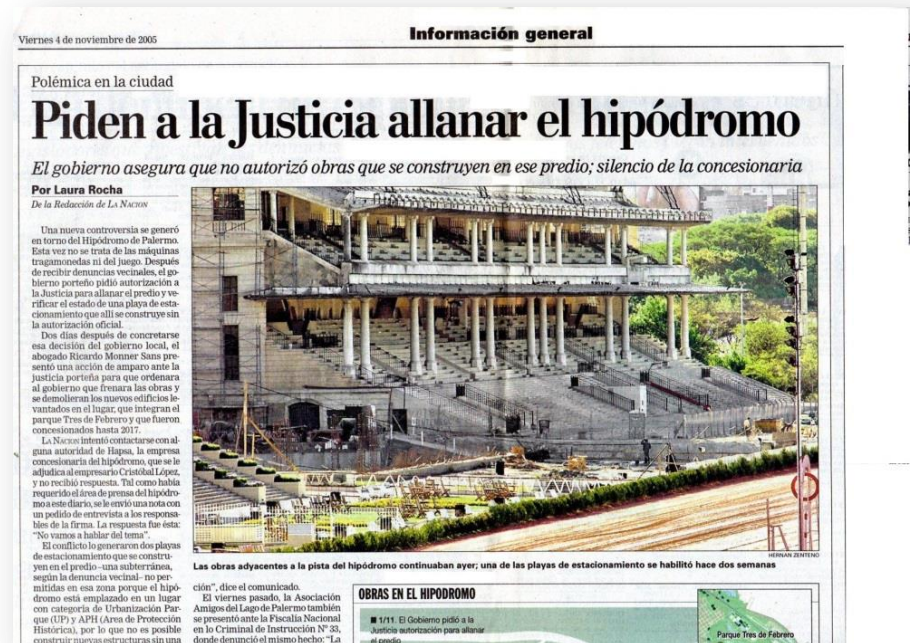 Viernes 4 de noviembre de 2005
Información general
Polémica en la ciudad
Piden a la Justicia allanar el hipódromo
El gobierno asegura que no autorizó obras que se construyen en ese predio; silencio de la concesionaria
Por Laura Rocha
De la Redacción de LA NACION
Una nueva controversia se generó
en torno del Hipódromo de Palermo.
Esta vez no se trata de las máquinas
tragamonedas ni del juego. Después
de recibir denuncias vecinales, el go-
bierno porteño pidió autorización a
la Justicia para allanar el predio y ve-
rificar el estado de una playa de esta-
cionamiento que allí se construye sin
la autorización oficial.
Dos días después de concretarse
esa decisión del gobierno local, el
abogado Ricardo Monner Sans pre-
sentó una acción de amparo ante la
justicia porteña para que ordenara
al gobierno que frenara las obras y
se demolieran los nuevos edificios le-
vantados en el lugar, que integran el
parque Tres de Febrero y que fueron
concesionados hasta 2017.
LA NACION intentó contactarse con al-
guna autoridad de Hapsa, la empresa
concesionaria del hipódromo, que se le
adjudica al empresario Cristóbal López,
y no recibió respuesta. Tal como había
requerido el área de prensa del hipódro-
mo a este diario, se le envió una nota con
un pedido de entrevista a los responsa-
bles de la firma. La respuesta fue ésta:
"No vamos a hablar del tema".
El conflicto lo generaron dos playas
de estacionamiento que se constru-
yen en el predio –una subterránea,
según la denuncia vecinal– no per-
mitidas en esa zona porque el hipó-
dromo está emplazado en un lugar
con categoría de Urbanización Par-
que (UP) y APH (Area de Protección
Histórica), por lo que no es posible
construir nuevas estructuras sin una
HERNAN ZENTENO
Las obras adyacentes a la pista del hipódromo continuaban ayer; una de las playas de estacionamiento se habilitó hace dos semanas
ción", dice el comunicado.
El viernes pasado, la Asociación
Amigos del Lago de Palermo también
se presentó ante la Fiscalía Nacional
en lo Criminal de Instrucción Nº 33,
donde denunció el mismo hecho: "La
OBRAS EN EL HIPODROMO
■ 1/11. El Gobierno pidió a la
Justicia autorización para allanar
el predio
Parque Tres de Febrero